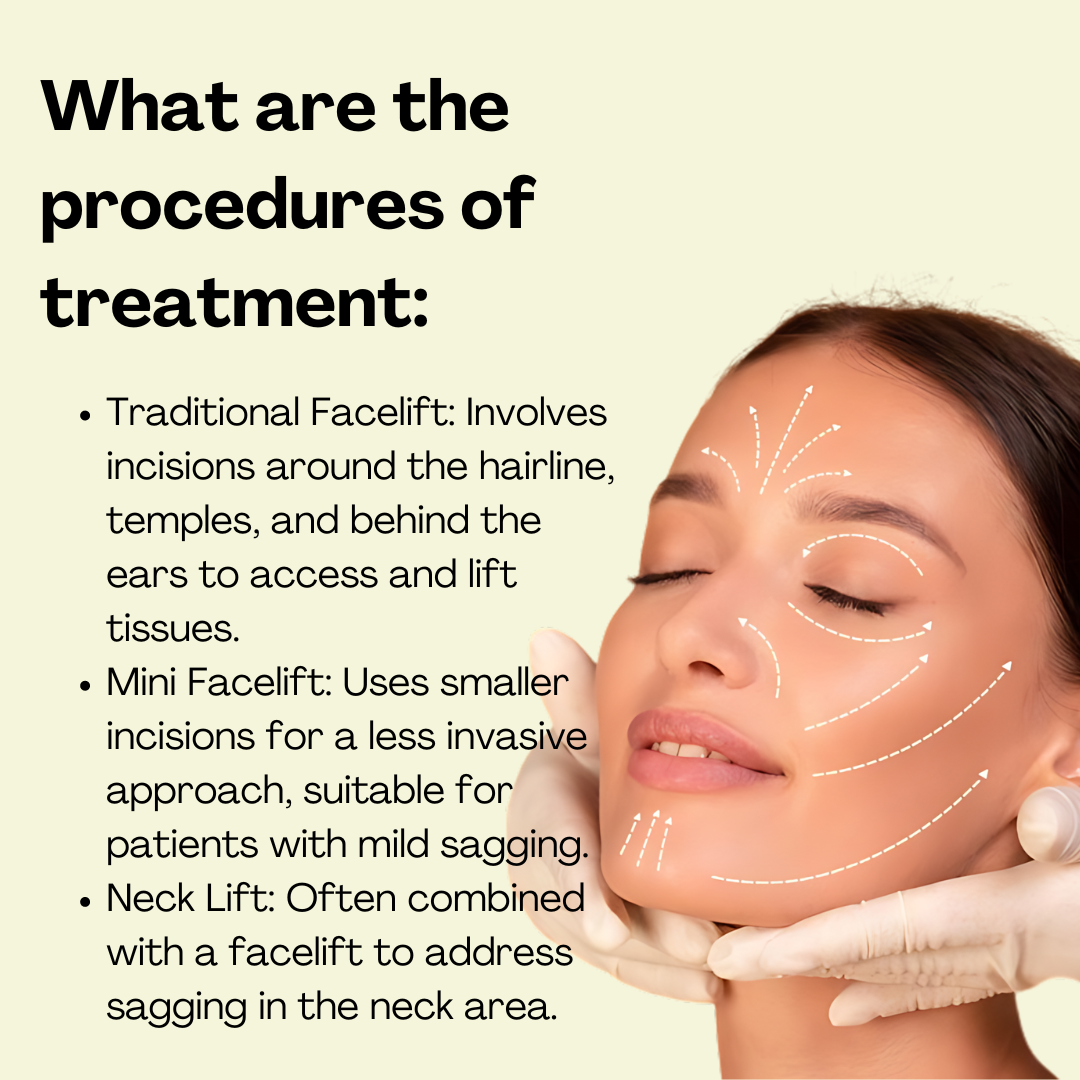 What are the
procedures of
treatment:
• Traditional Facelift: Involves
incisions around the hairline,
temples, and behind the
ears to access and lift
tissues.
• Mini Facelift: Uses smaller
incisions for a less invasive
approach, suitable for
patients with mild sagging.
• Neck Lift: Often combined
with a facelift to address
sagging in the neck area.